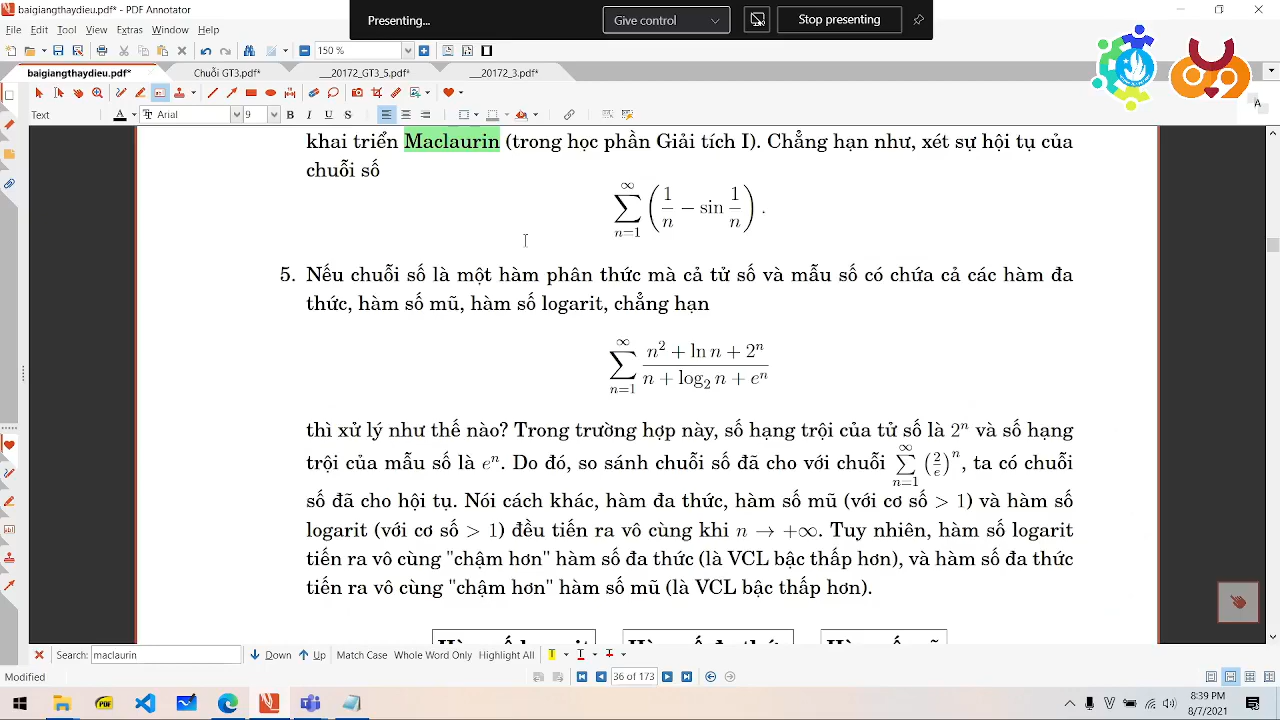 baigiangthaydieu.pdf* - PDF Annotator
Presenting...
Give control
Stop presenting
File Edit
Forms Window Help
150 %
baigiangthaydieu.pdf* Chuỗi GT3.pdf* __20172_GT3_5.pdf* __20172_3.pdf*
Text A Arial 9 B I U S
khai triển Maclaurin (trong học phần Giải tích I). Chẳng hạn như, xét sự hội tụ của
chuỗi số
∑_{n=1}^{∞} (1/n − sin 1/n).
5. Nếu chuỗi số là một hàm phân thức mà cả tử số và mẫu số có chứa cả các hàm đa
thức, hàm số mũ, hàm số logarit, chẳng hạn
∑_{n=1}^{∞} (n² + ln n + 2ⁿ)/(n + log₂ n + eⁿ)
thì xử lý như thế nào? Trong trường hợp này, số hạng trội của tử số là 2ⁿ và số hạng
trội của mẫu số là eⁿ. Do đó, so sánh chuỗi số đã cho với chuỗi ∑_{n=1}^{∞} (2/e)ⁿ, ta có chuỗi
số đã cho hội tụ. Nói cách khác, hàm đa thức, hàm số mũ (với cơ số > 1) và hàm số
logarit (với cơ số > 1) đều tiến ra vô cùng khi n → +∞. Tuy nhiên, hàm số logarit
tiến ra vô cùng "chậm hơn" hàm số đa thức (là VCL bậc thấp hơn), và hàm số đa thức
tiến ra vô cùng "chậm hơn" hàm số mũ (là VCL bậc thấp hơn).
Search: maclaurin Down Up Match Case Whole Word Only Highlight All
Modified
36 of 173
8:39 PM
8/7/2021